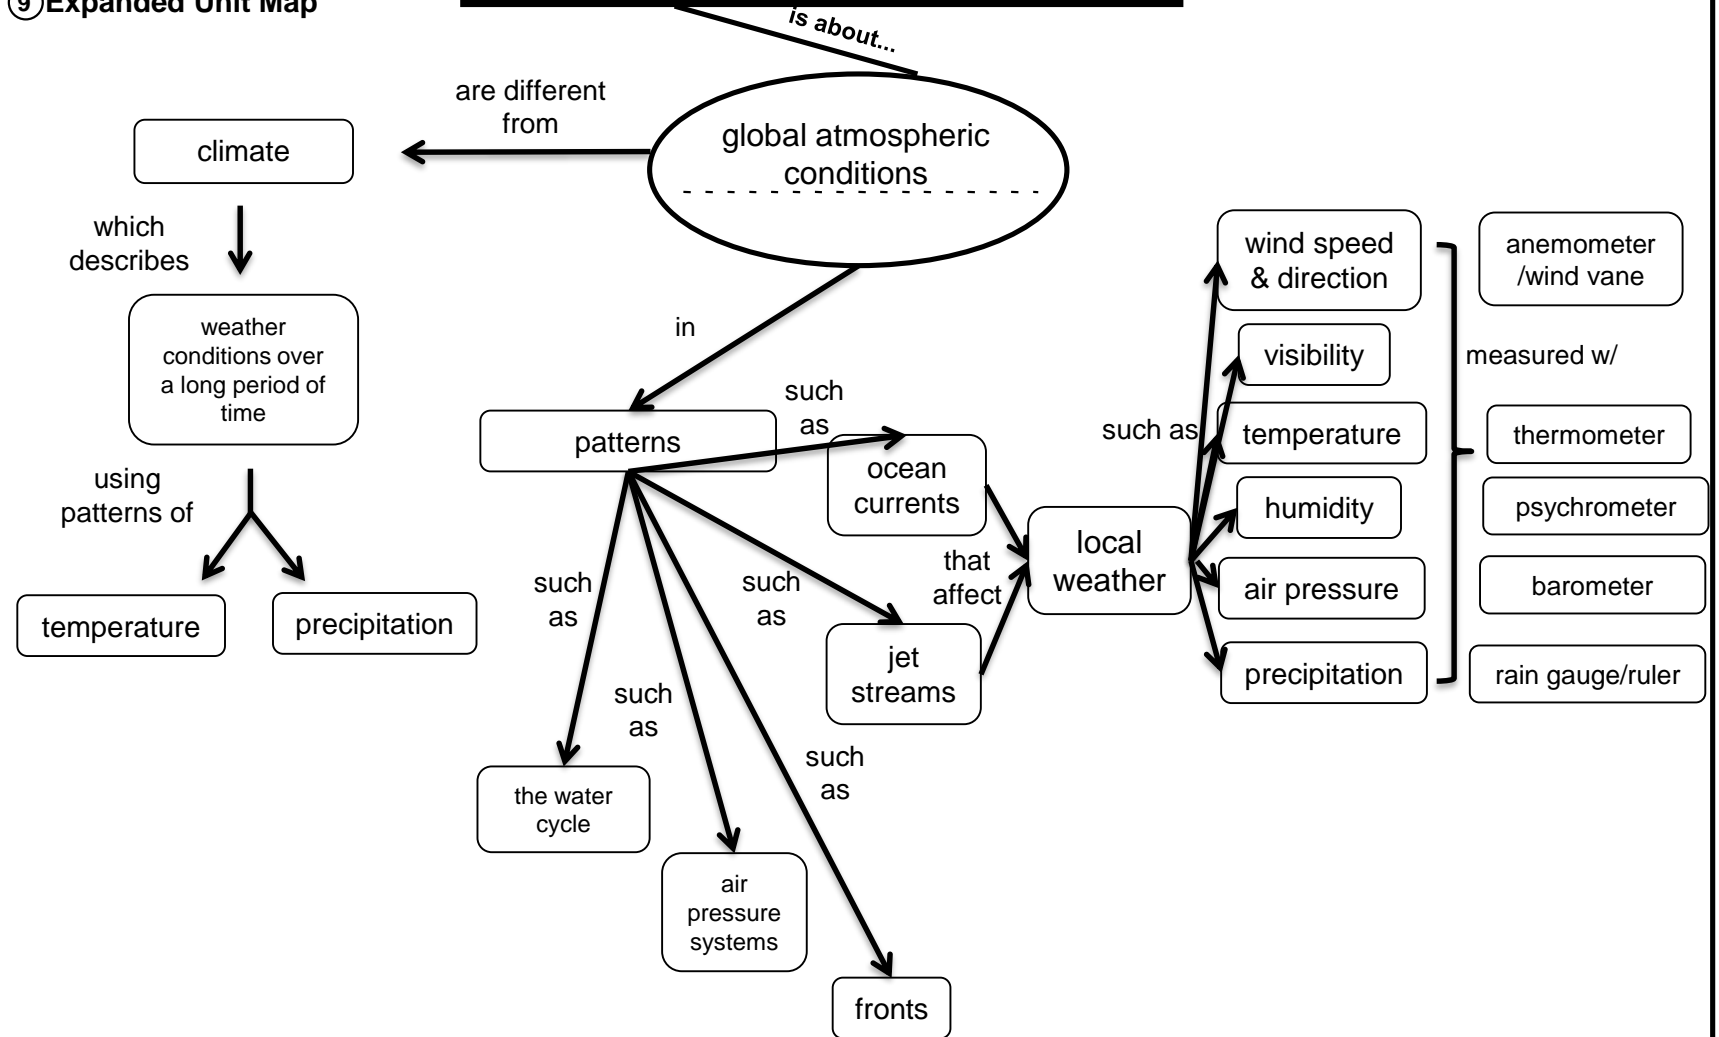 9 Expanded Unit Map
is about...
are different
from
global atmospheric
conditions
climate
which
describes
weather
conditions over
a long period of
time
using
patterns of
temperature
precipitation
in
patterns
such
as
ocean
currents
such
as
jet
streams
such
as
the water
cycle
such
as
air
pressure
systems
such
as
fronts
that
affect
local
weather
such as
wind speed
& direction
visibility
temperature
humidity
air pressure
precipitation
measured w/
anemometer
/wind vane
thermometer
psychrometer
barometer
rain gauge/ruler